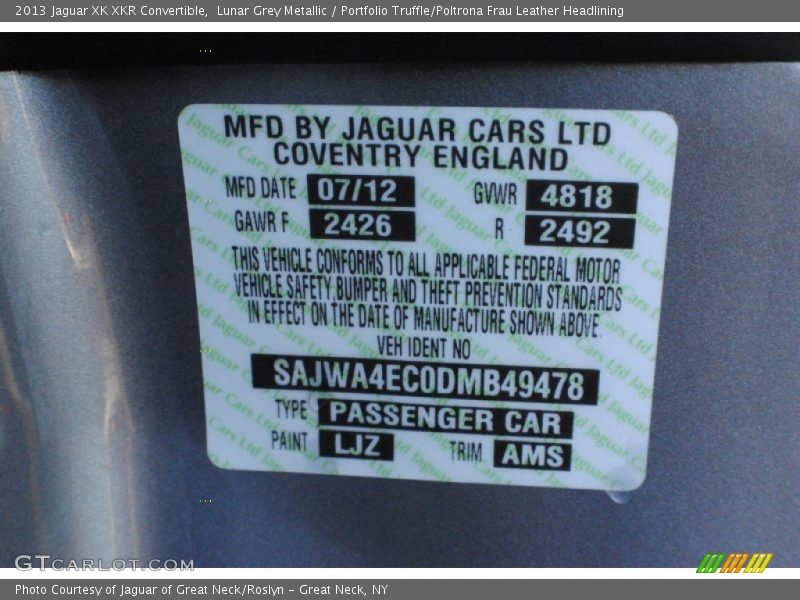 2013 Jaguar XK XKR Convertible,  Lunar Grey Metallic / Portfolio Truffle/Poltrona Frau Leather Headlining
MFD BY JAGUAR CARS LTD
COVENTRY ENGLAND
MFD DATE 07/12 GVWR 4818
GAWR F 2426 R 2492
THIS VEHICLE CONFORMS TO ALL APPLICABLE FEDERAL MOTOR
VEHICLE SAFETY,BUMPER AND THEFT PREVENTION STANDARDS
IN EFFECT ON THE DATE OF MANUFACTURE SHOWN ABOVE.
VEH IDENT NO
SAJWA4EC0DMB49478
TYPE PASSENGER CAR
PAINT LJZ TRIM AMS
GTcarlot.com
Photo Courtesy of Jaguar of Great Neck/Roslyn – Great Neck, NY